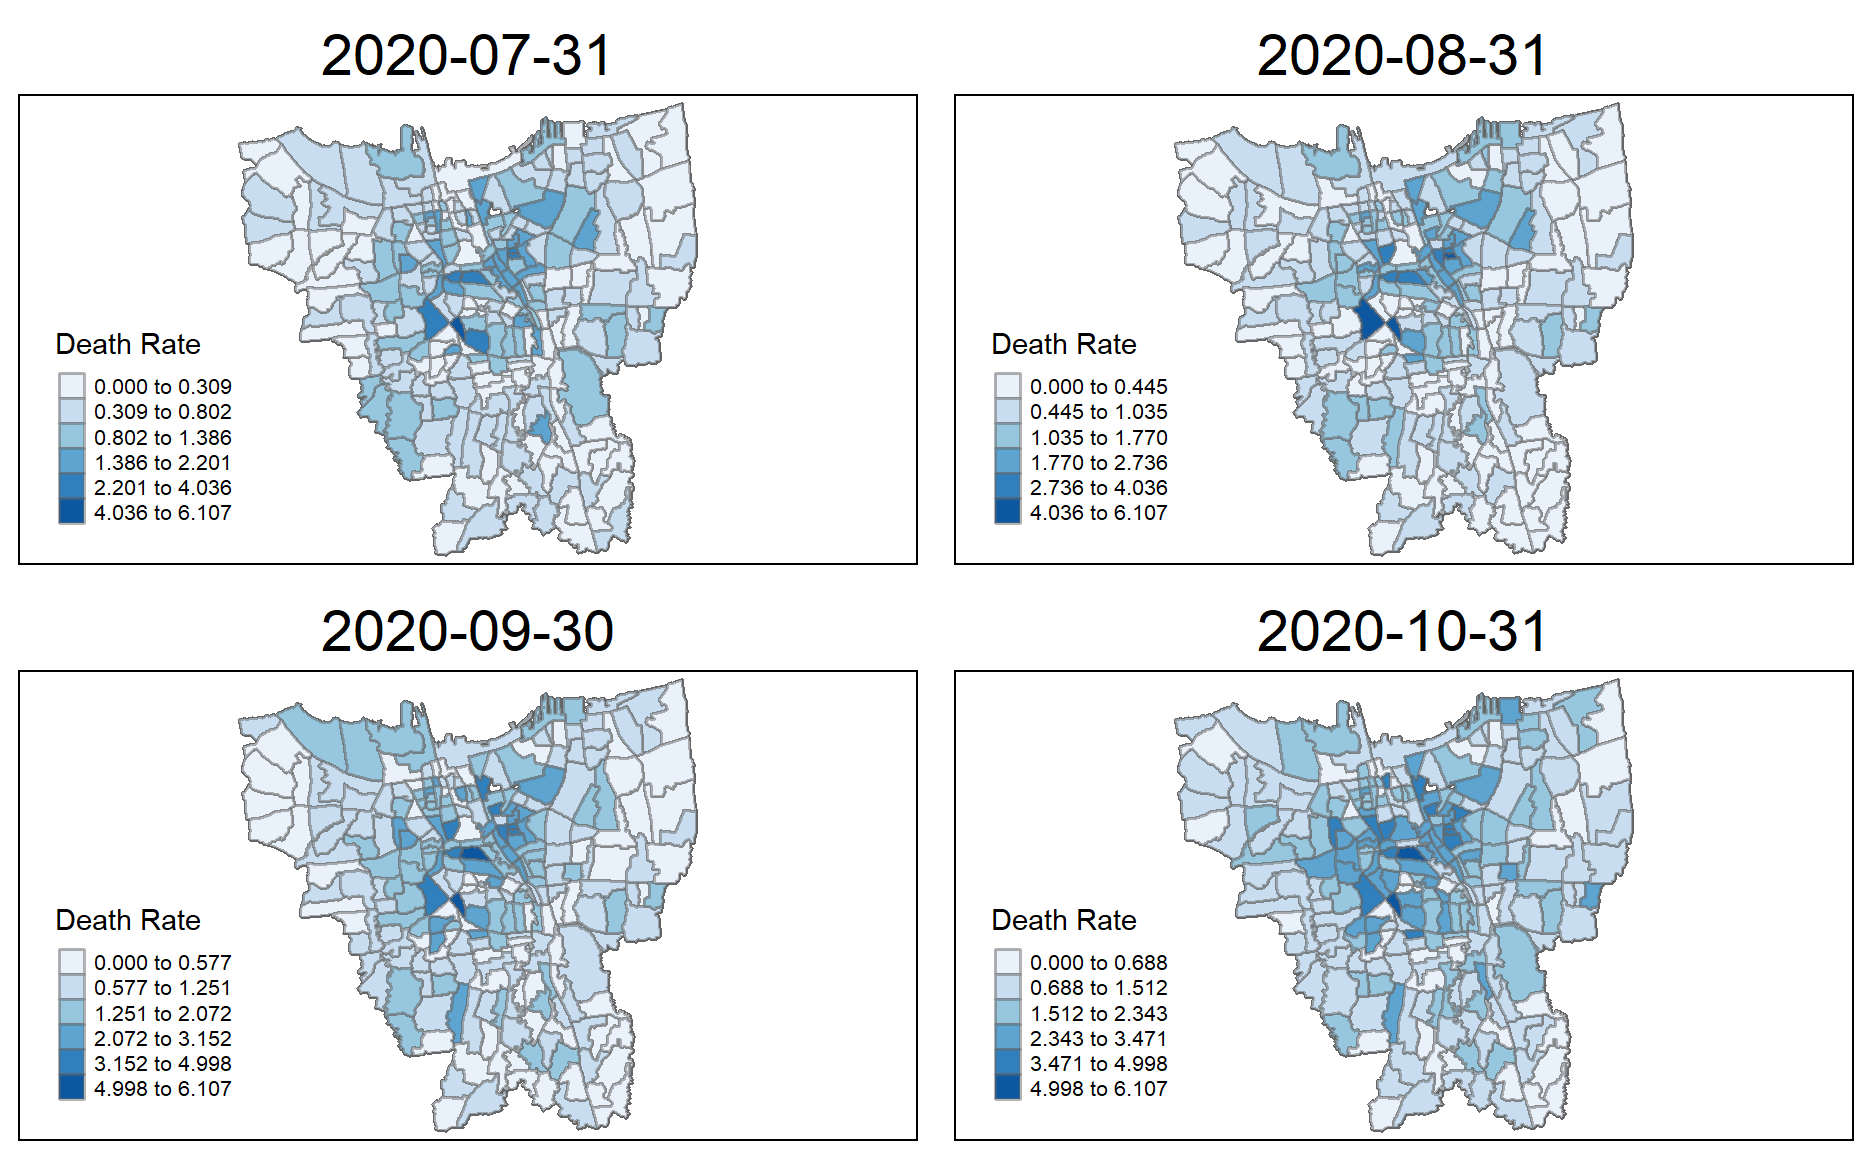 2020-07-31
Death Rate
0.000 to 0.309
0.309 to 0.802
0.802 to 1.386
1.386 to 2.201
2.201 to 4.036
4.036 to 6.107
2020-08-31
Death Rate
0.000 to 0.445
0.445 to 1.035
1.035 to 1.770
1.770 to 2.736
2.736 to 4.036
4.036 to 6.107
2020-09-30
Death Rate
0.000 to 0.577
0.577 to 1.251
1.251 to 2.072
2.072 to 3.152
3.152 to 4.998
4.998 to 6.107
2020-10-31
Death Rate
0.000 to 0.688
0.688 to 1.512
1.512 to 2.343
2.343 to 3.471
3.471 to 4.998
4.998 to 6.107